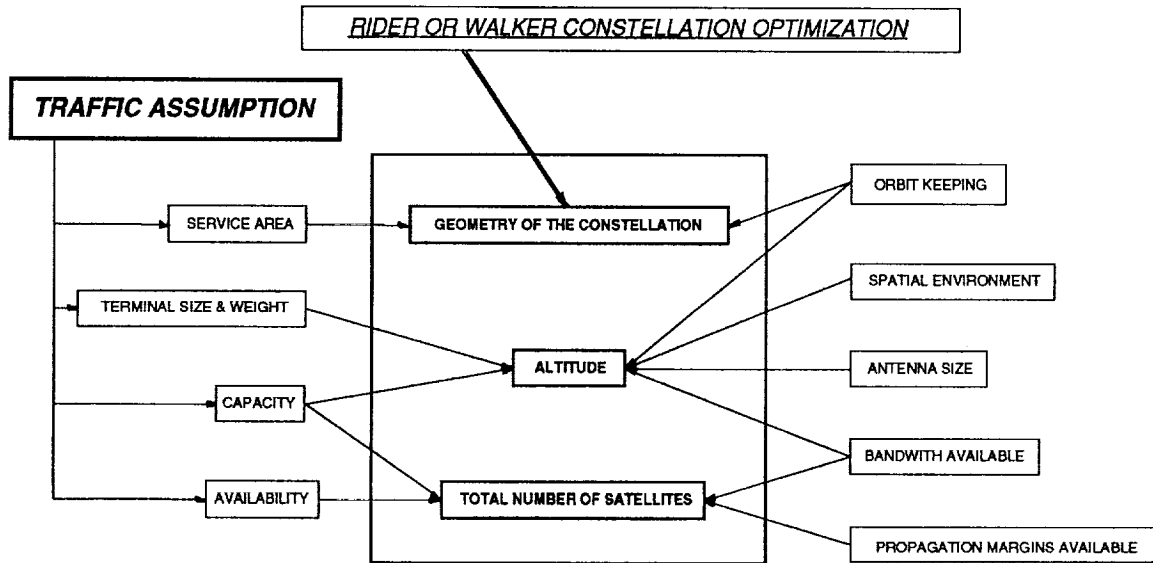 RIDER OR WALKER CONSTELLATION OPTIMIZATION
TRAFFIC ASSUMPTION
ORBIT KEEPING
SERVICE AREA
GEOMETRY OF THE CONSTELLATION
SPATIAL ENVIRONMENT
TERMINAL SIZE & WEIGHT
ALTITUDE
ANTENNA SIZE
CAPACITY
BANDWITH AVAILABLE
AVAILABILITY
TOTAL NUMBER OF SATELLITES
PROPAGATION MARGINS AVAILABLE